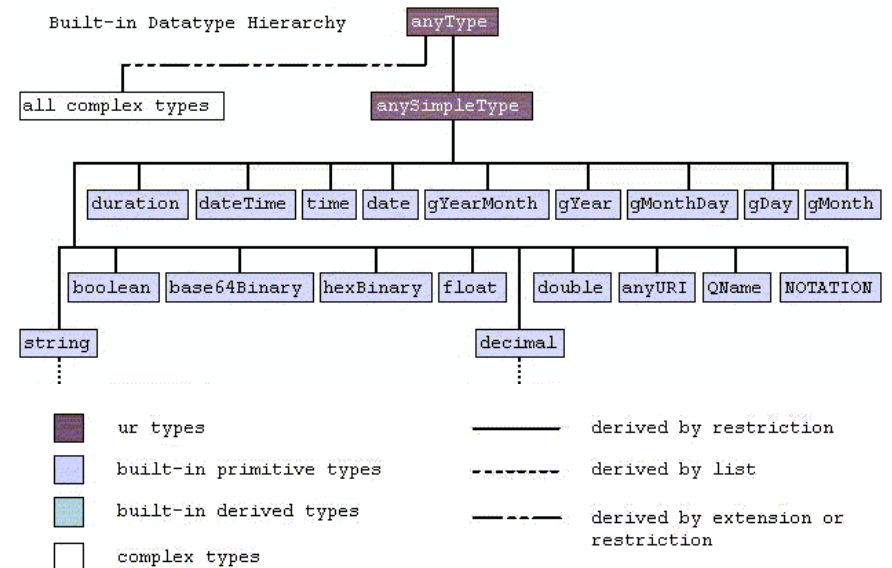 Built-in Datatype Hierarchy
anyType
all complex types
anySimpleType
duration
dateTime
time
date
gYearMonth
gYear
gMonthDay
gDay
gMonth
boolean
base64Binary
hexBinary
float
double
anyURI
QName
NOTATION
string
decimal
ur types
built-in primitive types
built-in derived types
complex types
derived by restriction
derived by list
derived by extension or
restriction